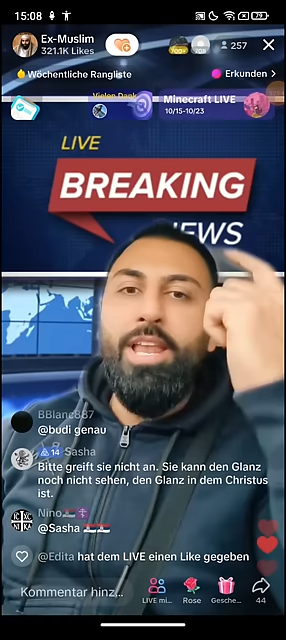 15:08
79
Ex-Muslim
321.1K Likes
700+
257
Wöchentliche Rangliste
Erkunden >
Vielen Dank
Minecraft LIVE
10/15-10/23
LIVE
BREAKING
NEWS
BBlanc887
@budi genau
14 Sasha
Bitte greift sie nicht an. Sie kann den Glanz
noch nicht sehen, den Glanz in dem Christus
ist.
Nino
@Sasha
@Edita hat dem LIVE einen Like gegeben
Kommentar hinz...
LIVE mi...
Rose
Gesche...
44